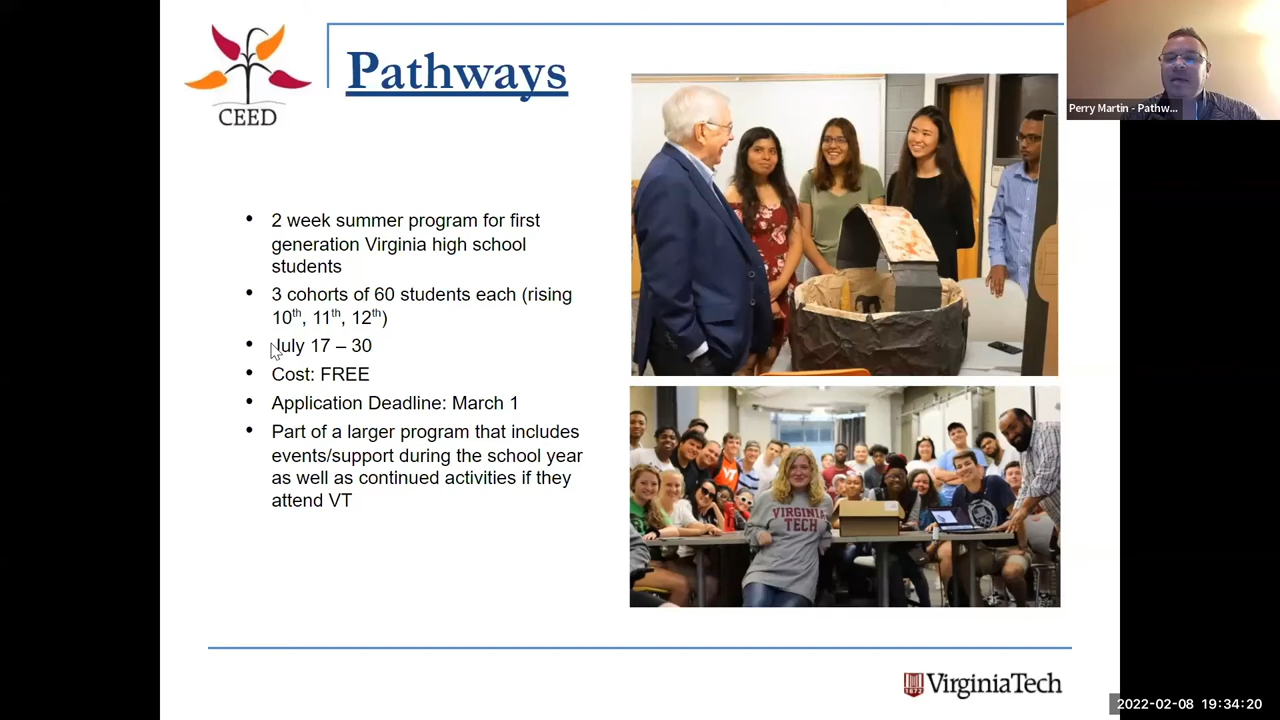 Pathways
CEED
2 week summer program for first
generation Virginia high school
students
3 cohorts of 60 students each (rising
10th, 11th, 12th)
July 17 – 30
Cost: FREE
Application Deadline: March 1
Part of a larger program that includes
events/support during the school year
as well as continued activities if they
attend VT
Perry Martin - Pathw...
VIRGINIA
TECH
VT
1872
VirginiaTech
2022-02-08 19:34:20